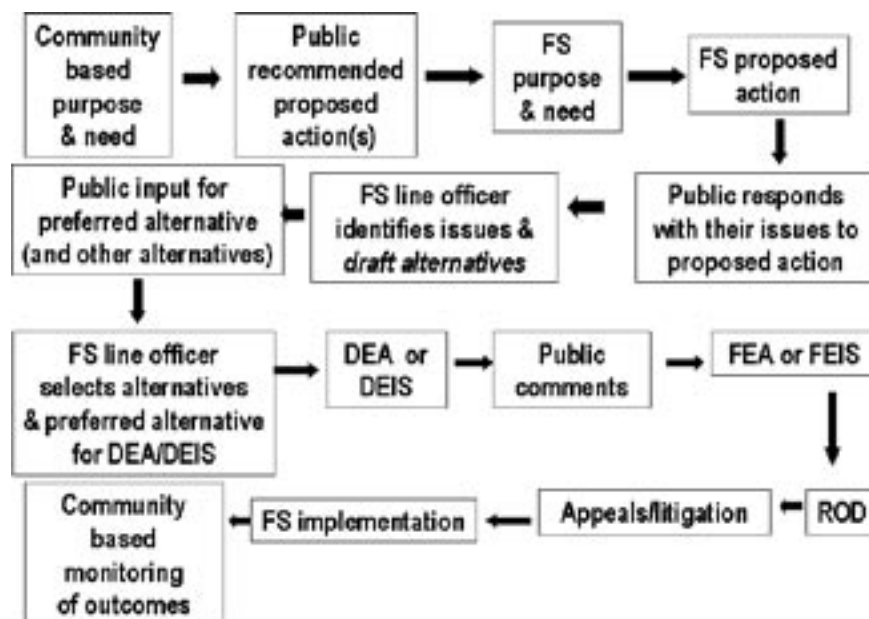 Community
based
purpose
& need
Public
recommended
proposed
action(s)
FS
purpose
& need
FS proposed
action
Public responds
with their issues to
proposed action
FS line officer
identifies issues &
draft alternatives
Public input for
preferred alternative
(and other alternatives)
FS line officer
selects alternatives
& preferred alternative
for DEA/DEIS
DEA or
DEIS
Public
comments
FEA or FEIS
ROD
Appeals/litigation
FS implementation
Community
based
monitoring
of outcomes